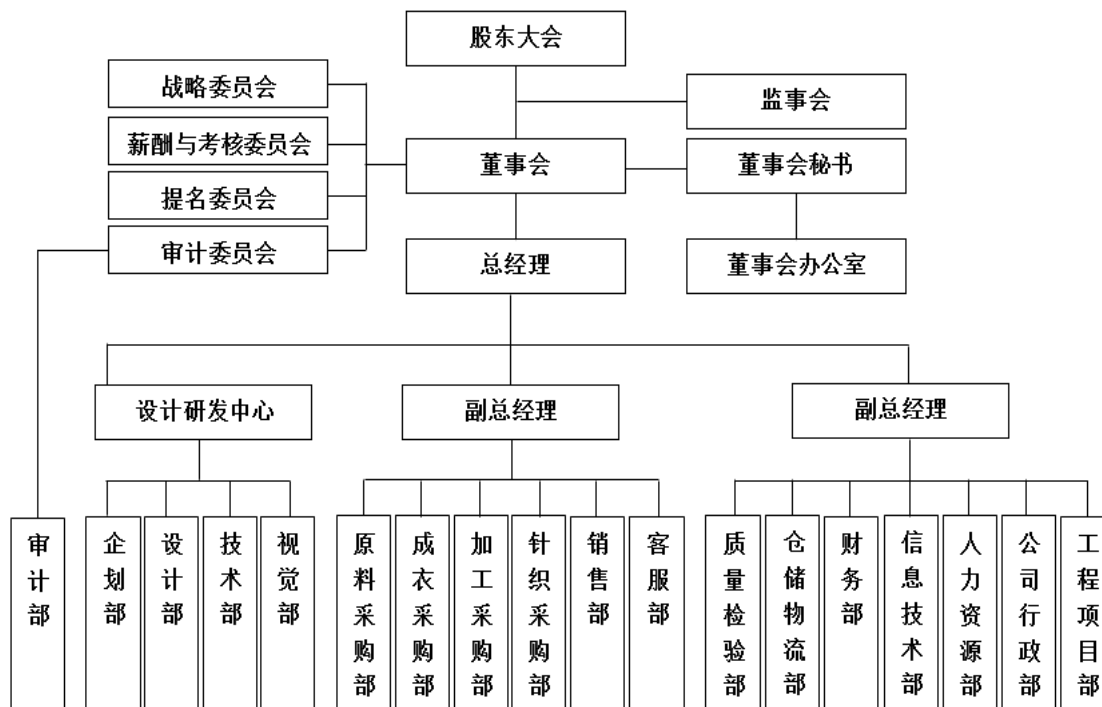 股东大会
战略委员会
监事会
薪酬与考核委员会
董事会
董事会秘书
提名委员会
审计委员会
总经理
董事会办公室
设计研发中心
副总经理
副总经理
审计部
企划部
设计部
技术部
视觉部
原料采购部
成衣采购部
加工采购部
针织采购部
销售部
客服部
质量检验部
仓储物流部
财务部
信息技术部
人力资源部
公司行政部
工程项目部